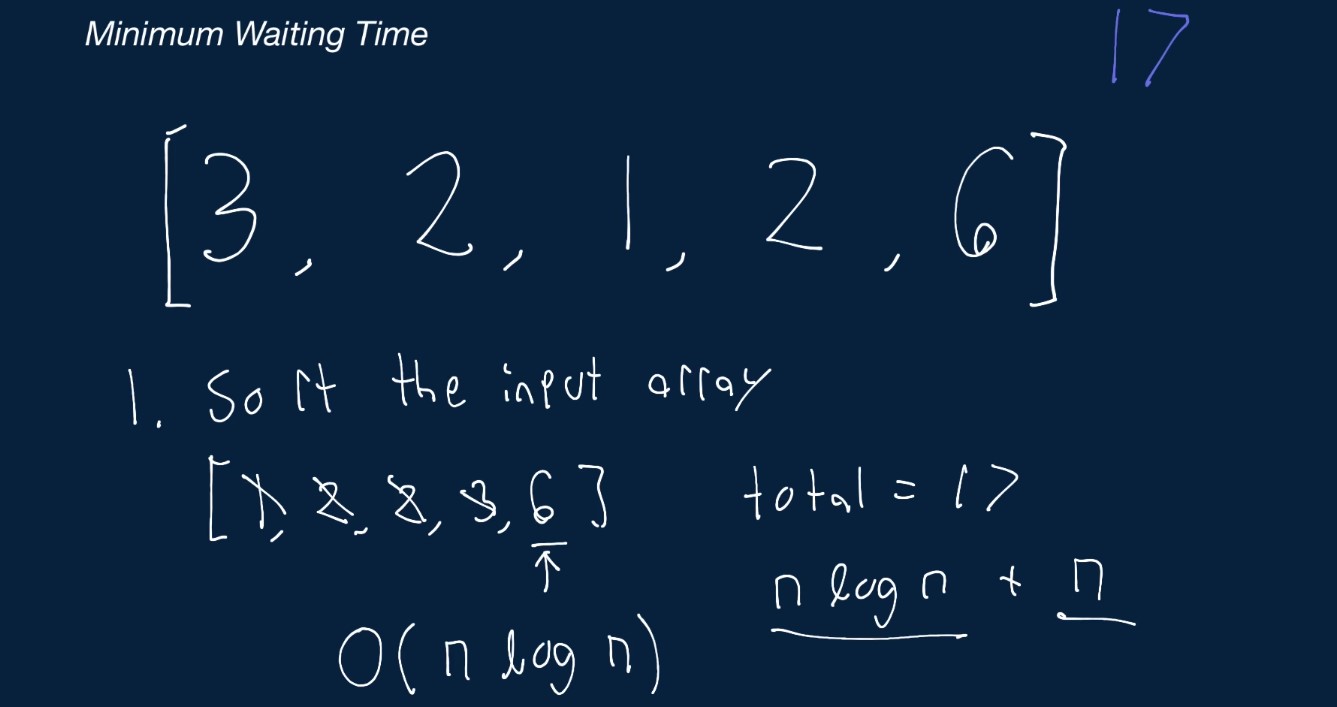 Minimum Waiting Time
17
[3, 2, 1, 2, 6]
1. Sort the input array
[1, 2, 2, 3, 6]
total = 17
↑
n log n + n
O(n log n)